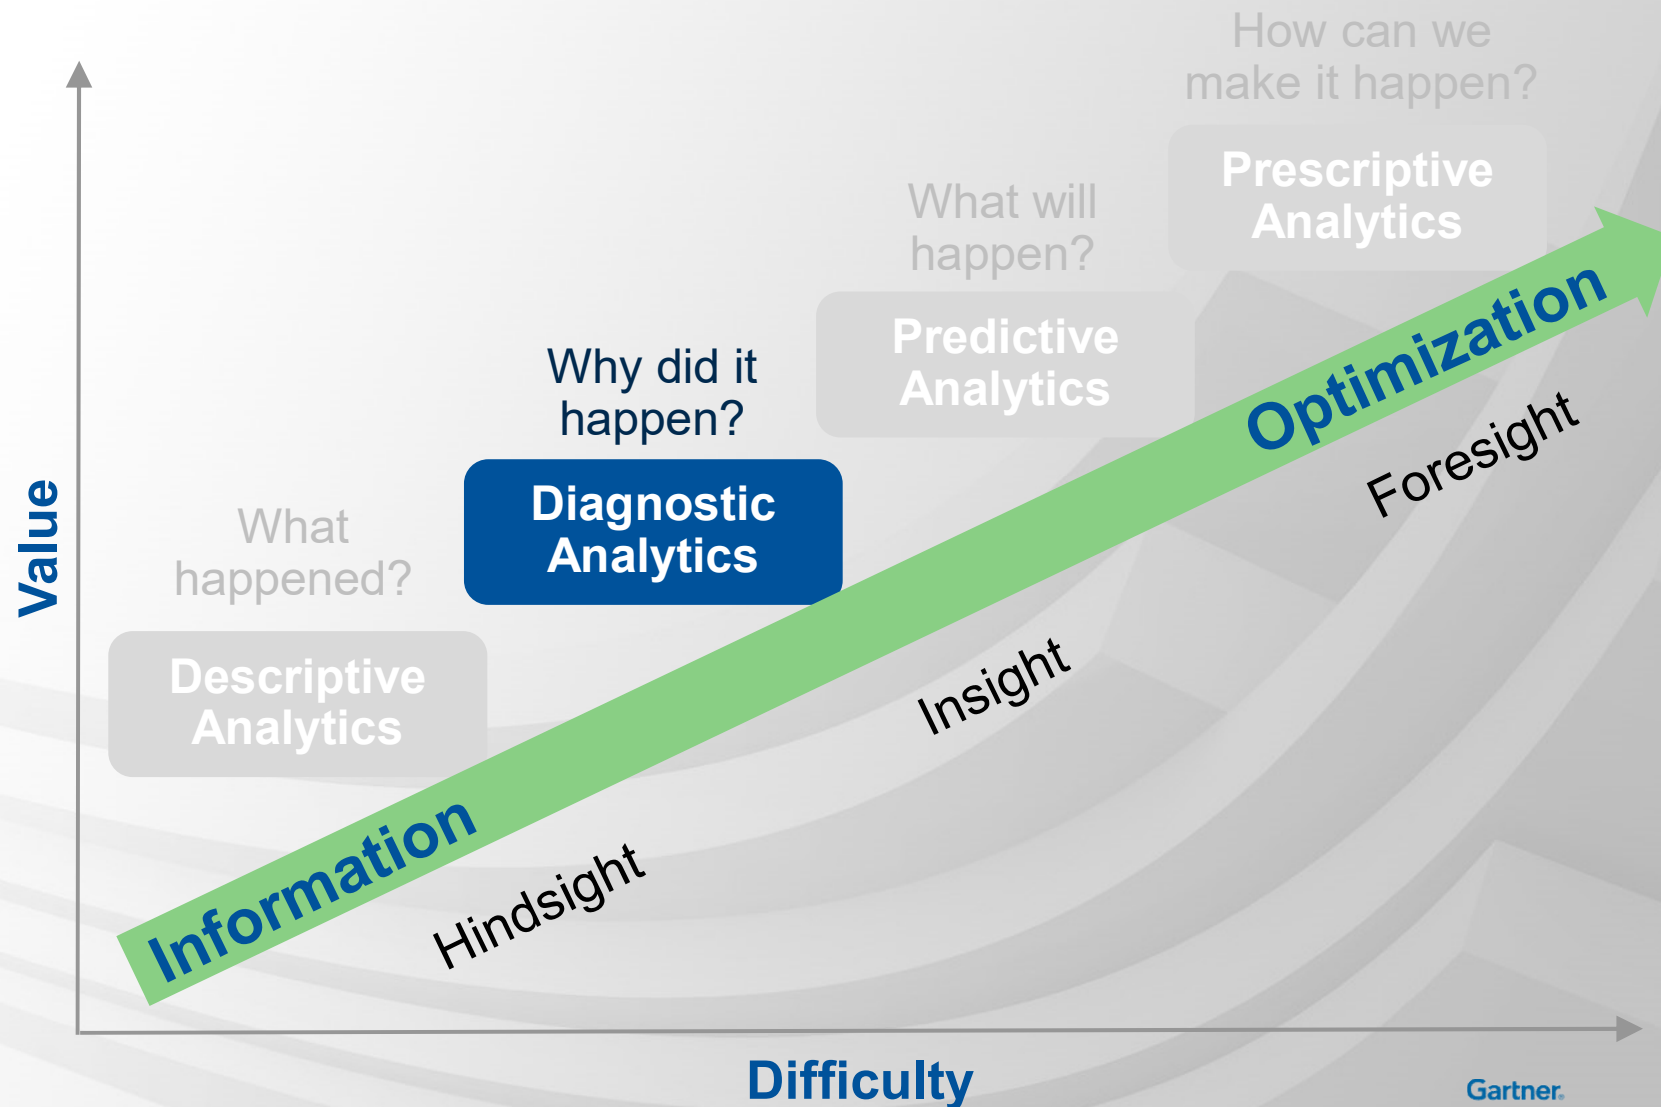 How can we
make it happen?
Prescriptive
Analytics
What will
happen?
Predictive
Analytics
Why did it
happen?
Diagnostic
Analytics
What
happened?
Descriptive
Analytics
Value
Information
Optimization
Hindsight
Insight
Foresight
Difficulty
Gartner®